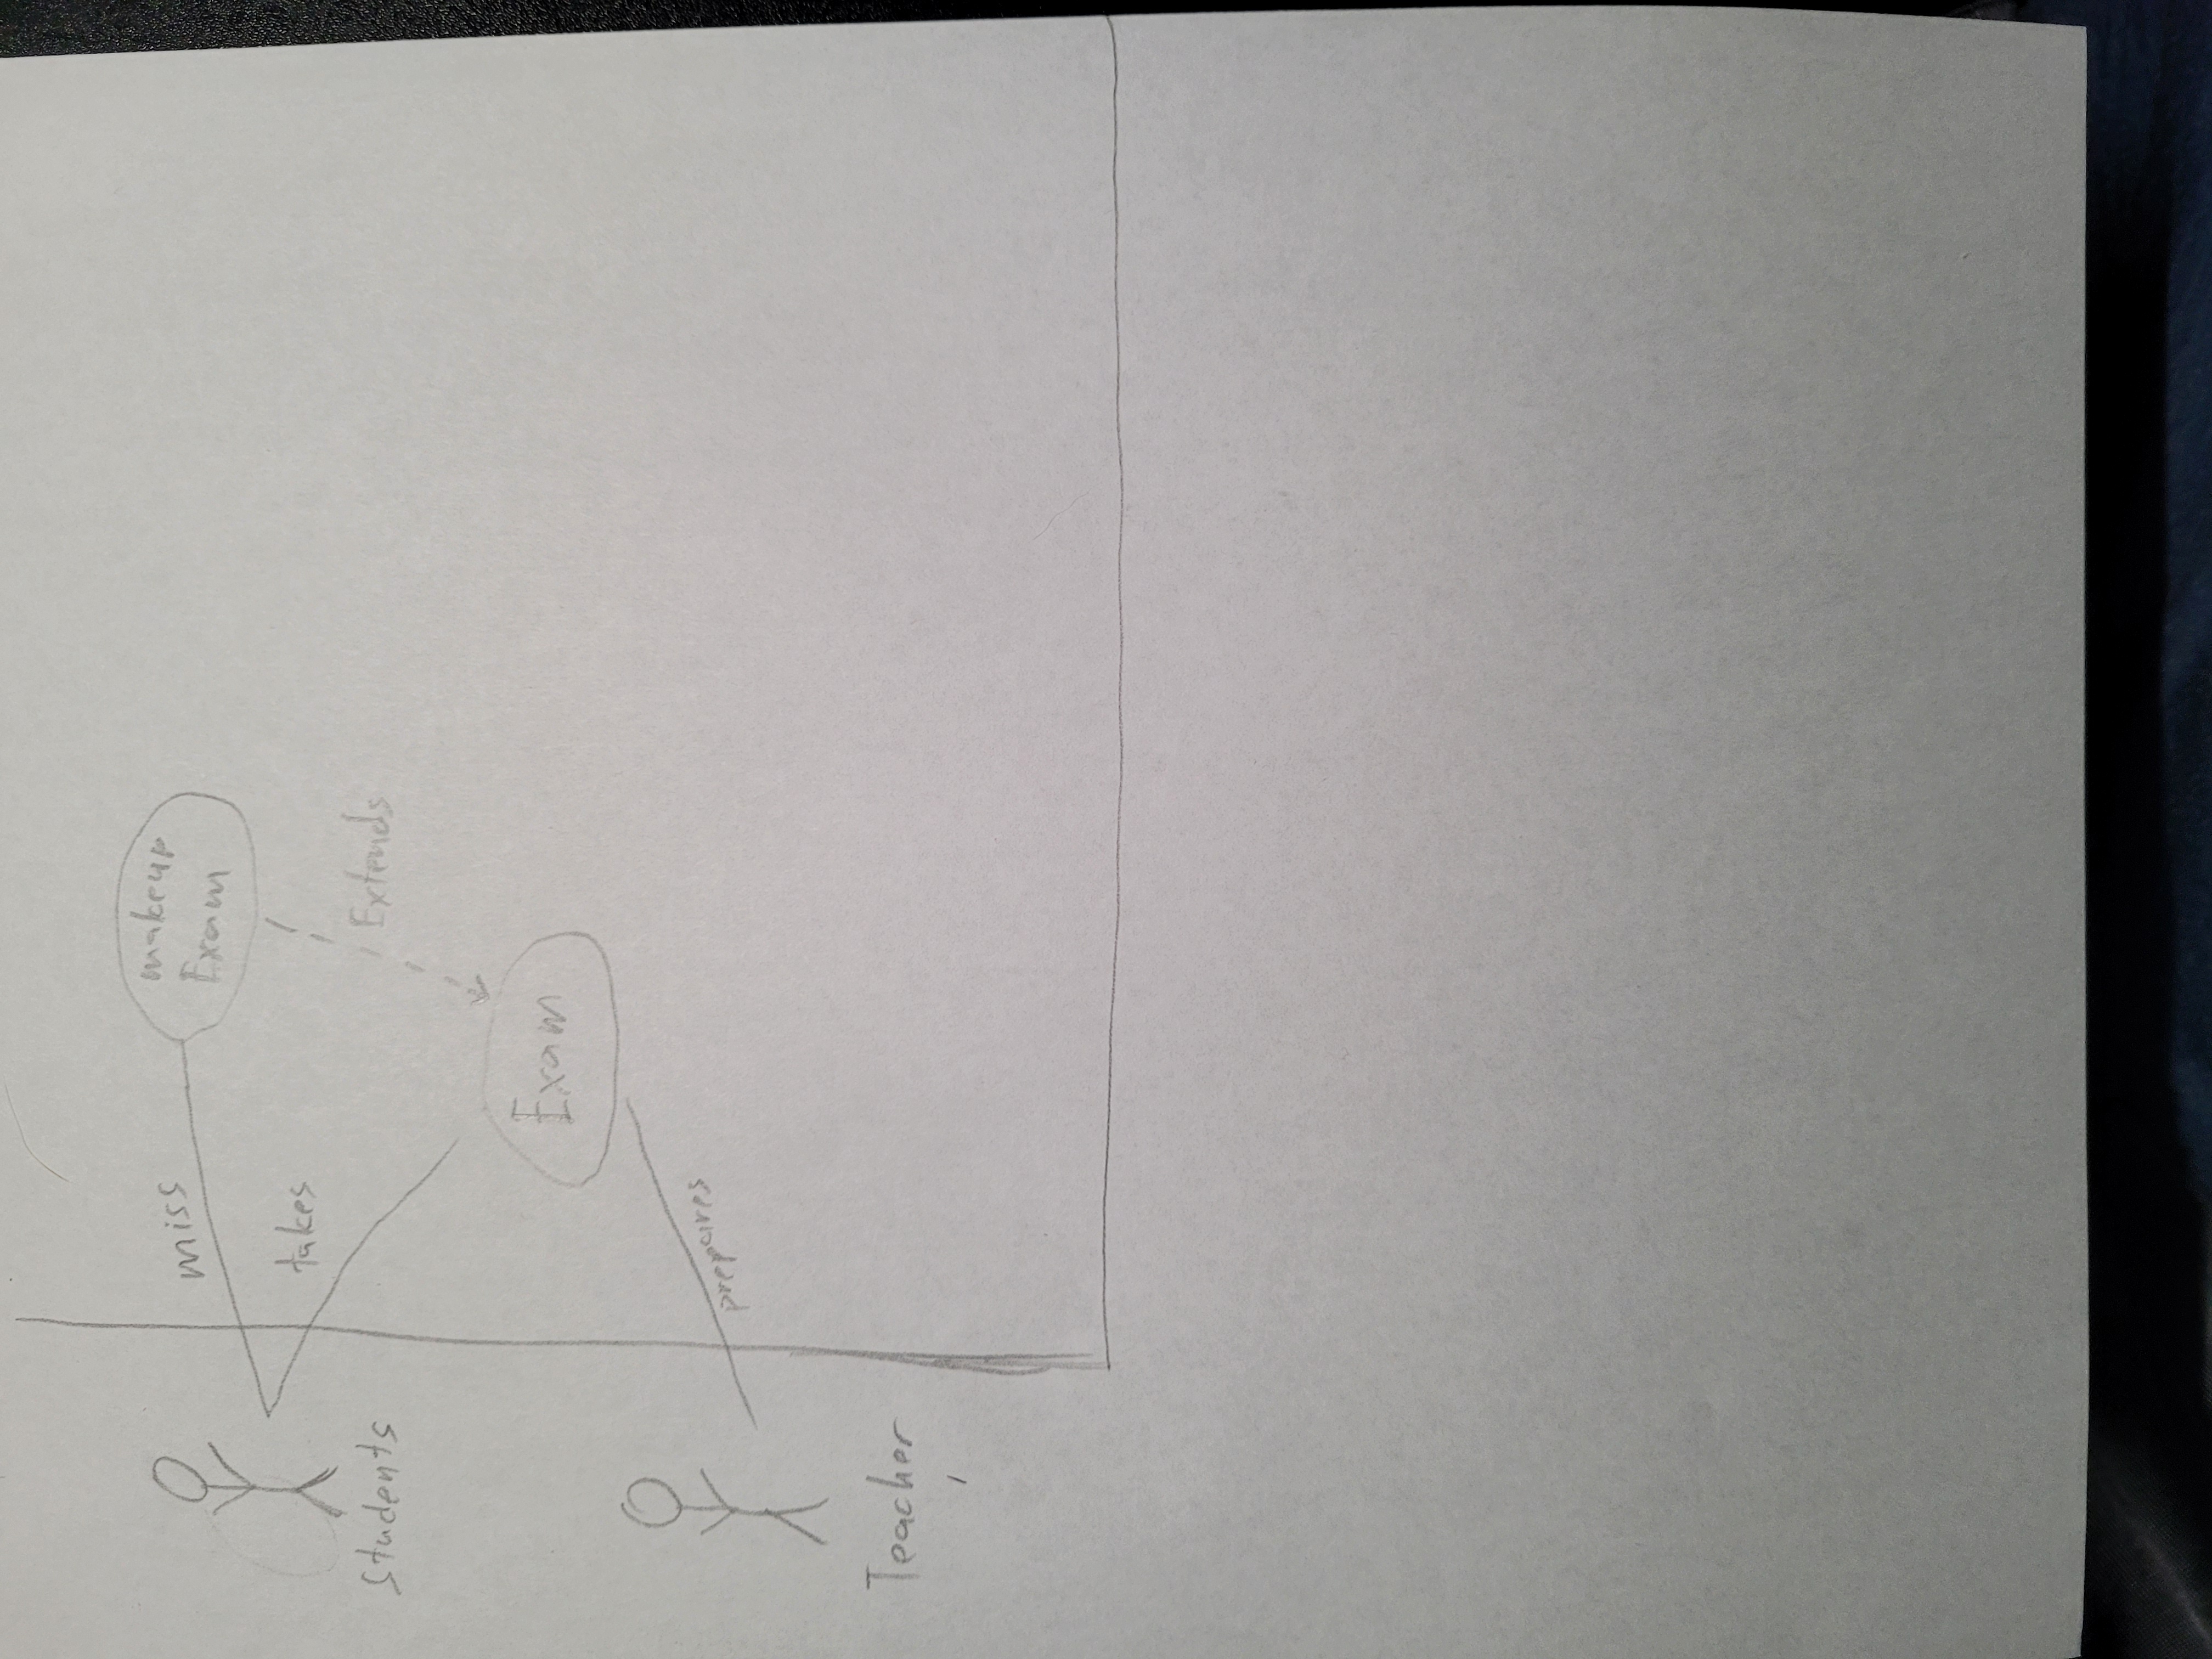 miss
makeup
Exam
takes
Students
Extends
Exam
prepares
Teacher